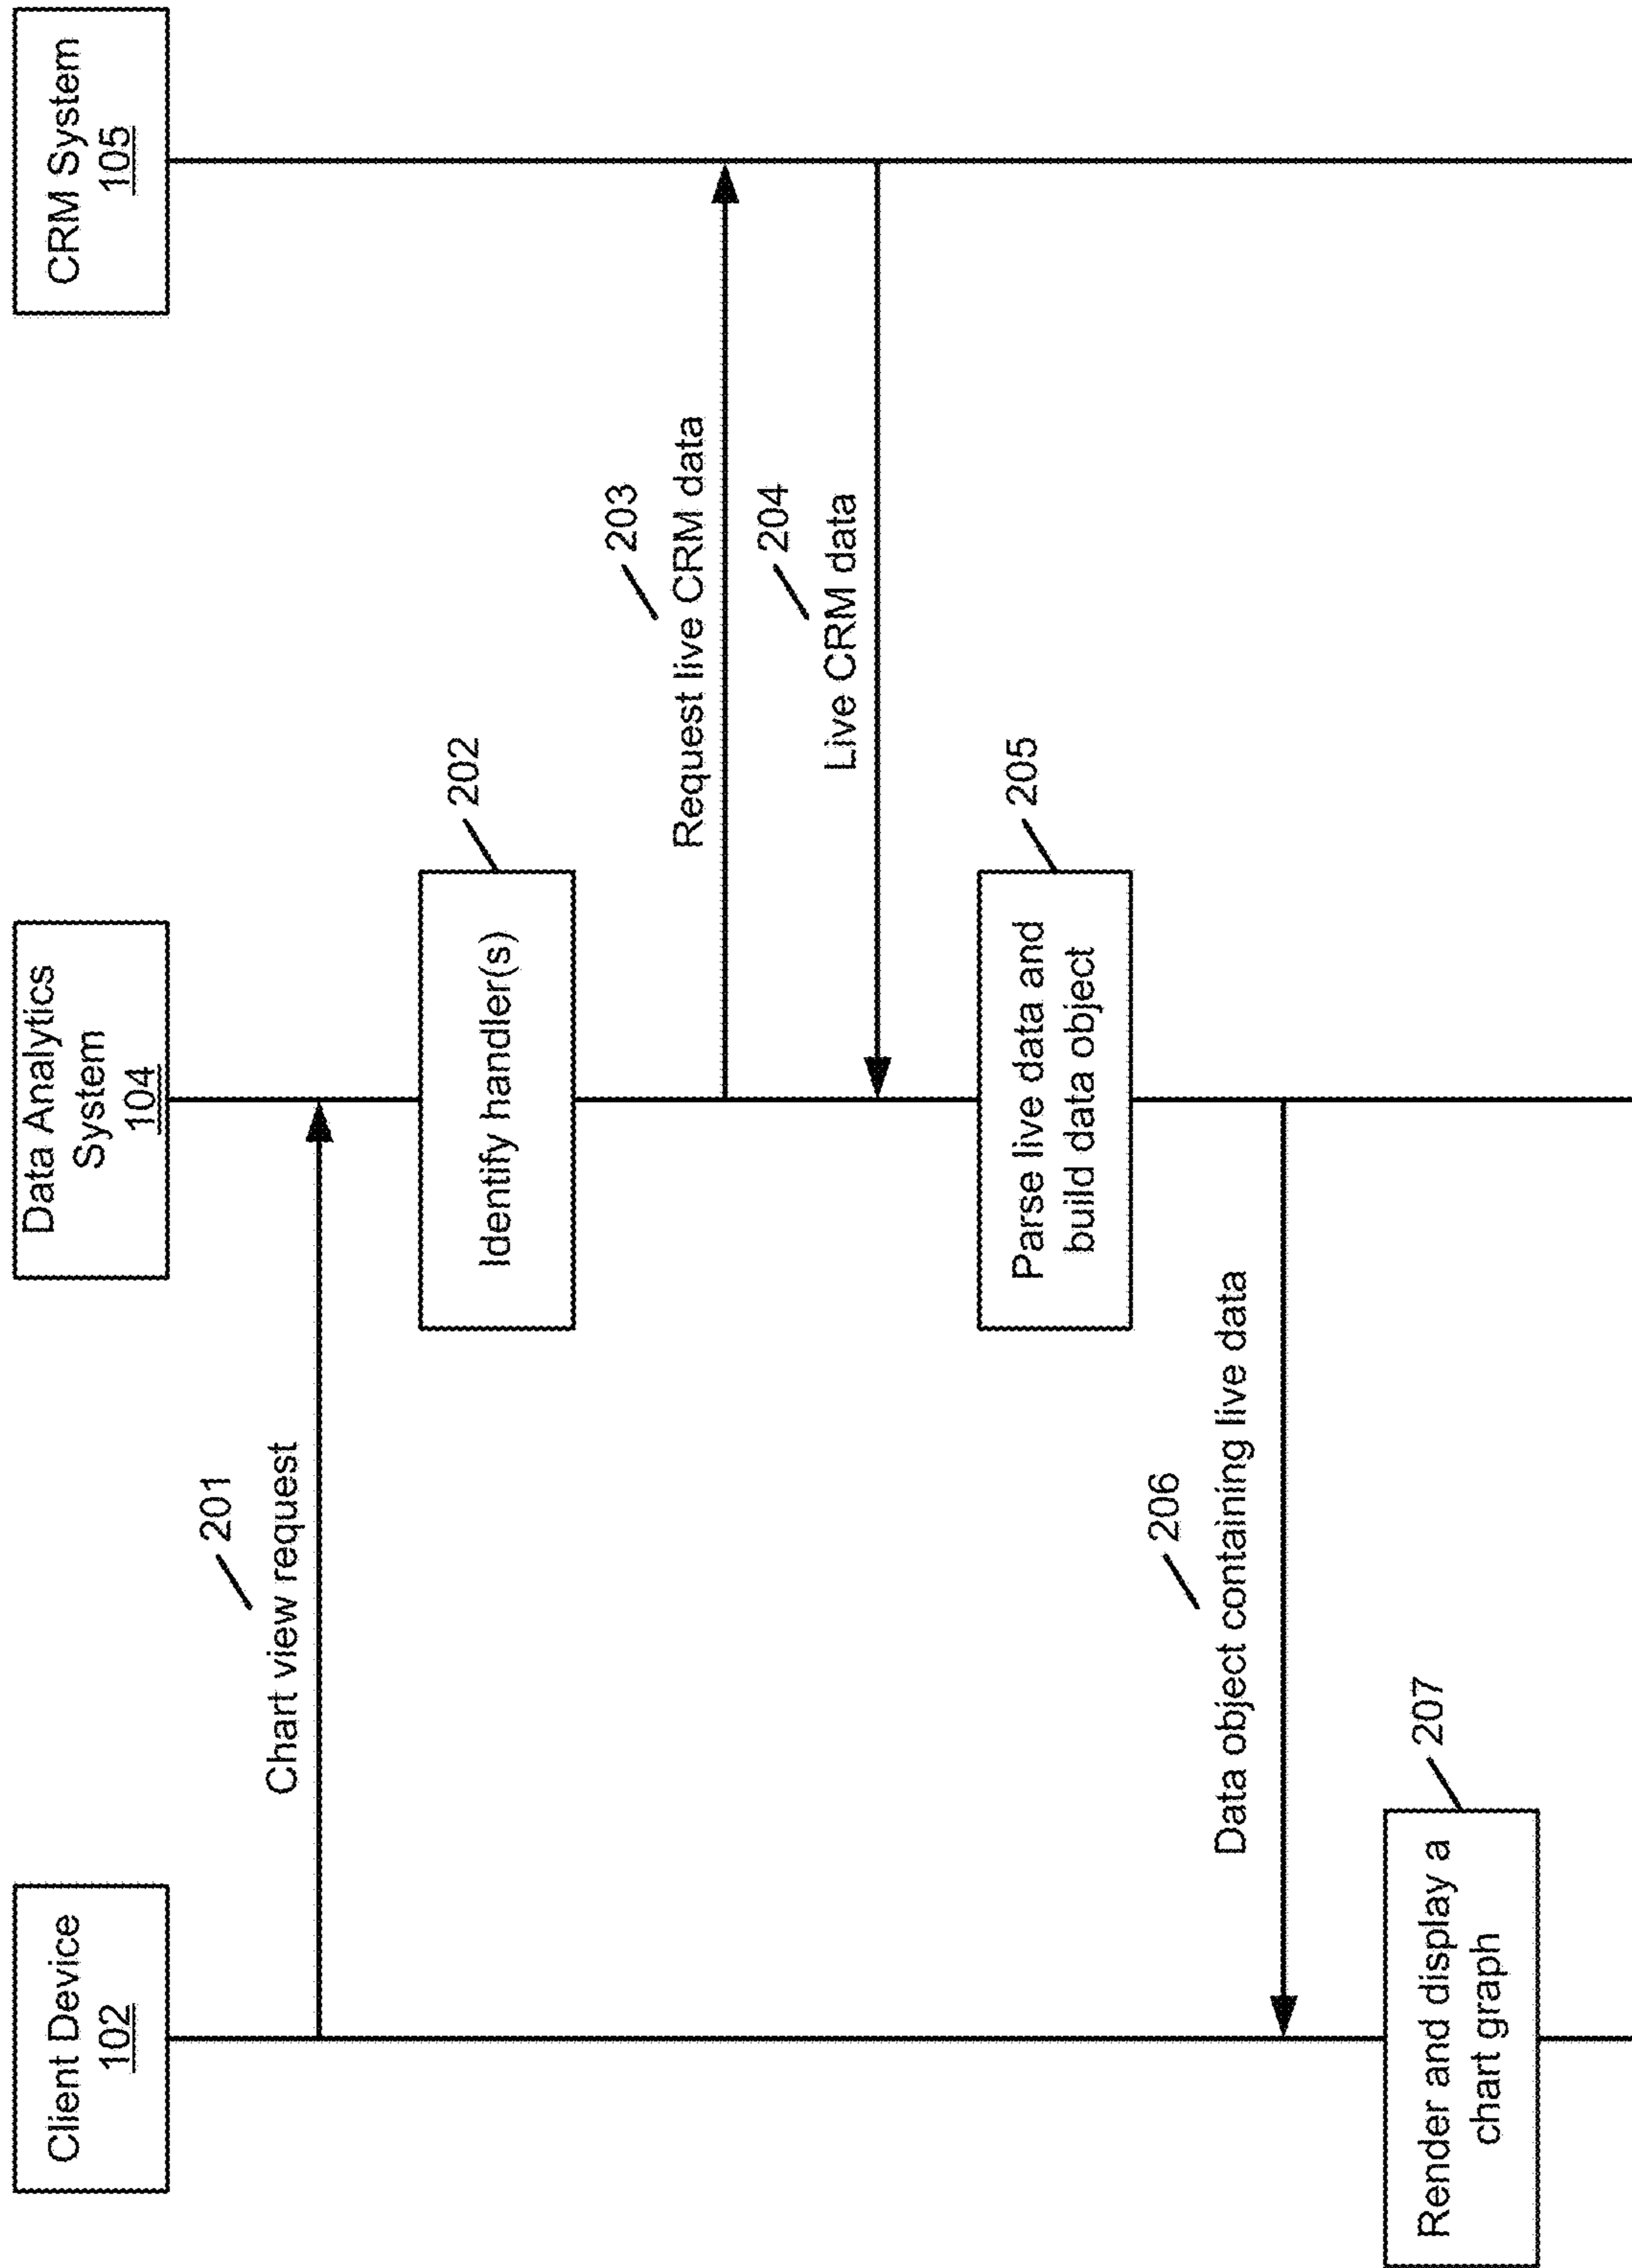 Client Device
102
Data Analytics
System
104
CRM System
105
201
Chart view request
202
Identify handler(s)
203
Request live CRM data
204
Live CRM data
205
Parse live data and
build data object
206
Data object containing live data
207
Render and display a
chart graph